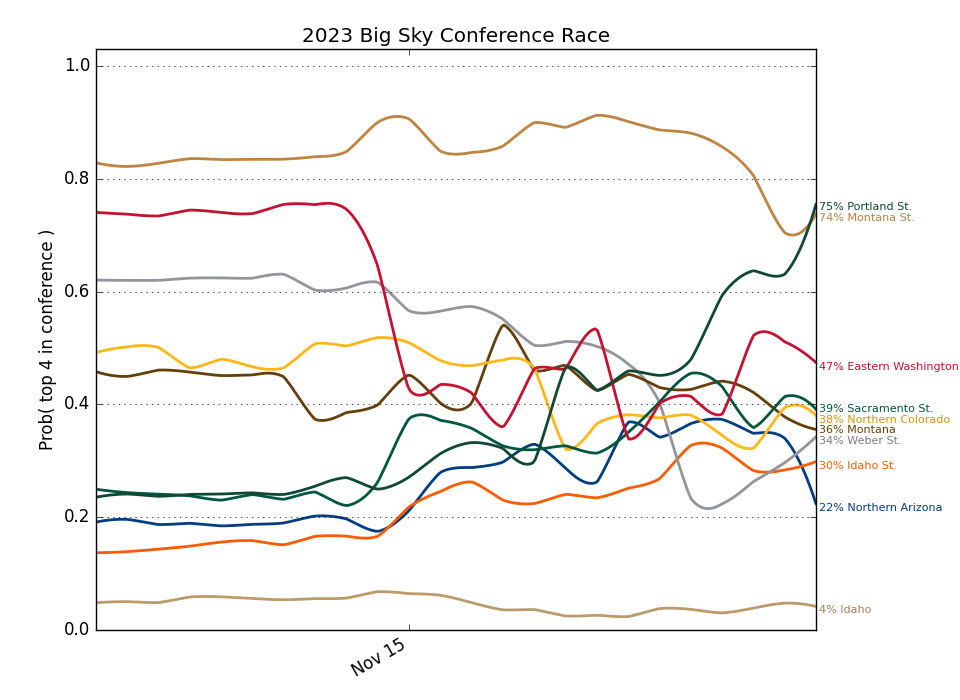 2023 Big Sky Conference Race
Prob( top 4 in conference )
1.0
0.8
0.6
0.4
0.2
0.0
Nov 15
75% Portland St.
74% Montana St.
47% Eastern Washington
39% Sacramento St.
38% Northern Colorado
36% Montana
34% Weber St.
30% Idaho St.
22% Northern Arizona
4% Idaho